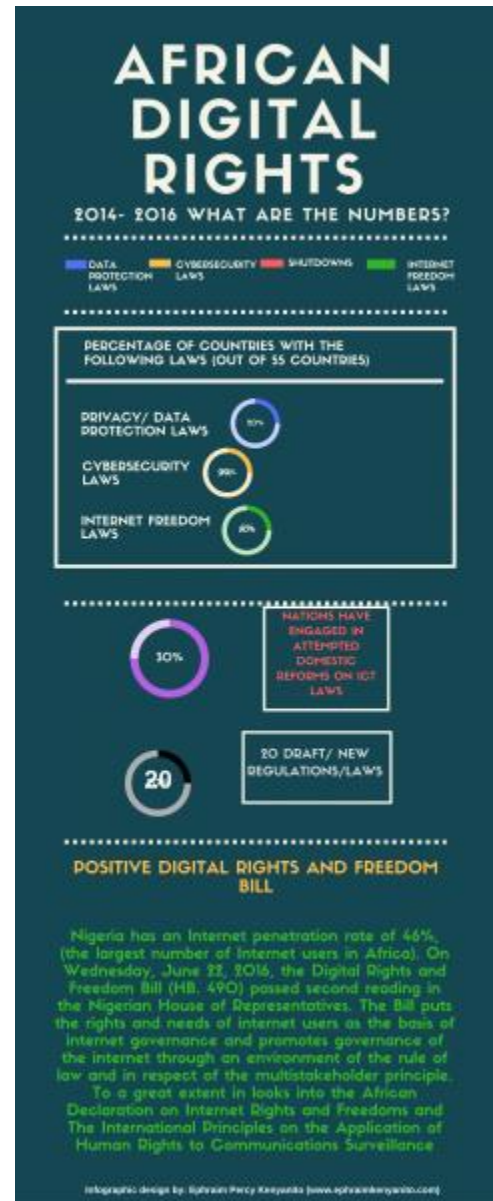 AFRICAN
DIGITAL
RIGHTS
2014- 2016 WHAT ARE THE NUMBERS?
DATA
PROTECTION
LAWS
CYBERSECURITY
LAWS
SHUTDOWNS
INTERNET
FREEDOM
LAWS
PERCENTAGE OF COUNTRIES WITH THE
FOLLOWING LAWS (OUT OF 55 COUNTRIES)
PRIVACY/ DATA
PROTECTION LAWS
CYBERSECURITY
LAWS
INTERNET FREEDOM
LAWS
30%
NATIONS HAVE
ENGAGED IN
ATTEMPTED
DOMESTIC
REFORMS ON ICT
LAWS
20
20 DRAFT/ NEW
REGULATIONS/LAWS
POSITIVE DIGITAL RIGHTS AND FREEDOM
BILL
Nigeria has an Internet penetration rate of 46%,
(the largest number of Internet users in Africa). On
Wednesday, June 22, 2016, the Digital Rights and
Freedom Bill (HB. 490) passed second reading in
the Nigerian House of Representatives. The Bill puts
the rights and needs of internet users as the basis of
internet governance and promotes governance of
the internet through an environment of the rule of
law and in respect of the multistakeholder principle.
To a great extent in looks into the African
Declaration on Internet Rights and Freedoms and
The International Principles on the Application of
Human Rights to Communications Surveillance
Infographic design by: Ephraim Percy Kenyanito (www.ephraimkenyanito.com)